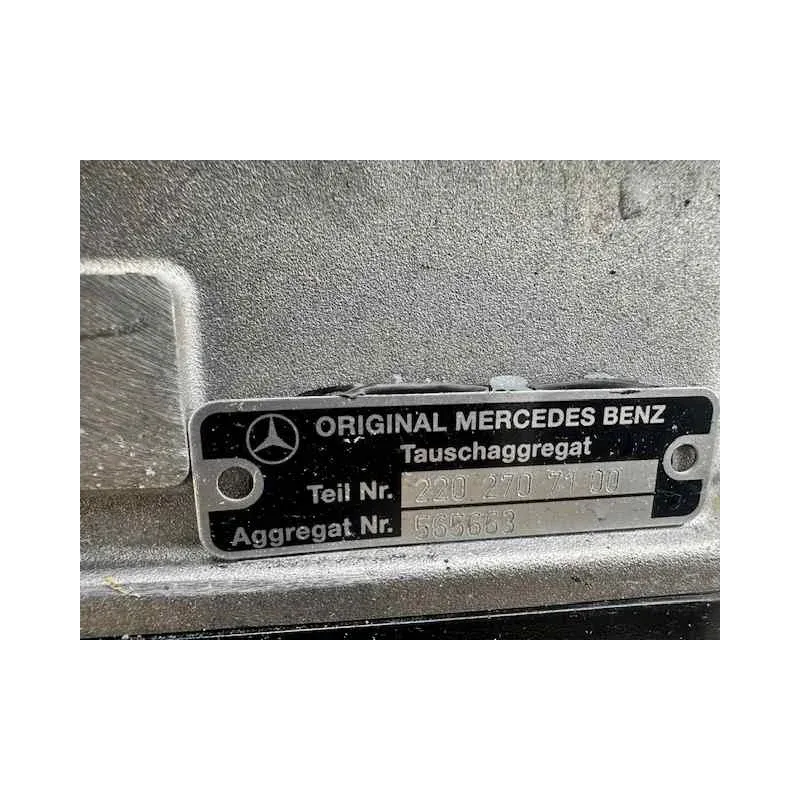 ORIGINAL MERCEDES BENZ
Tauschaggregat
Teil Nr. 220 270 71 00
Aggregat Nr. 565663